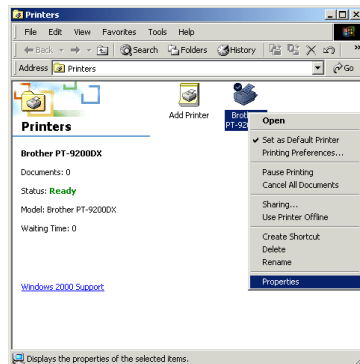 Printers
File Edit View Favorites Tools Help
Back Search Folders History »
Address Printers Go
Printers
Brother PT-9200DX
Documents: 0
Status: Ready
Model: Brother PT-9200DX
Waiting Time: 0
Windows 2000 Support
Add Printer
Open
Set as Default Printer
Printing Preferences...
Pause Printing
Cancel All Documents
Sharing...
Use Printer Offline
Create Shortcut
Delete
Rename
Properties
Displays the properties of the selected items.